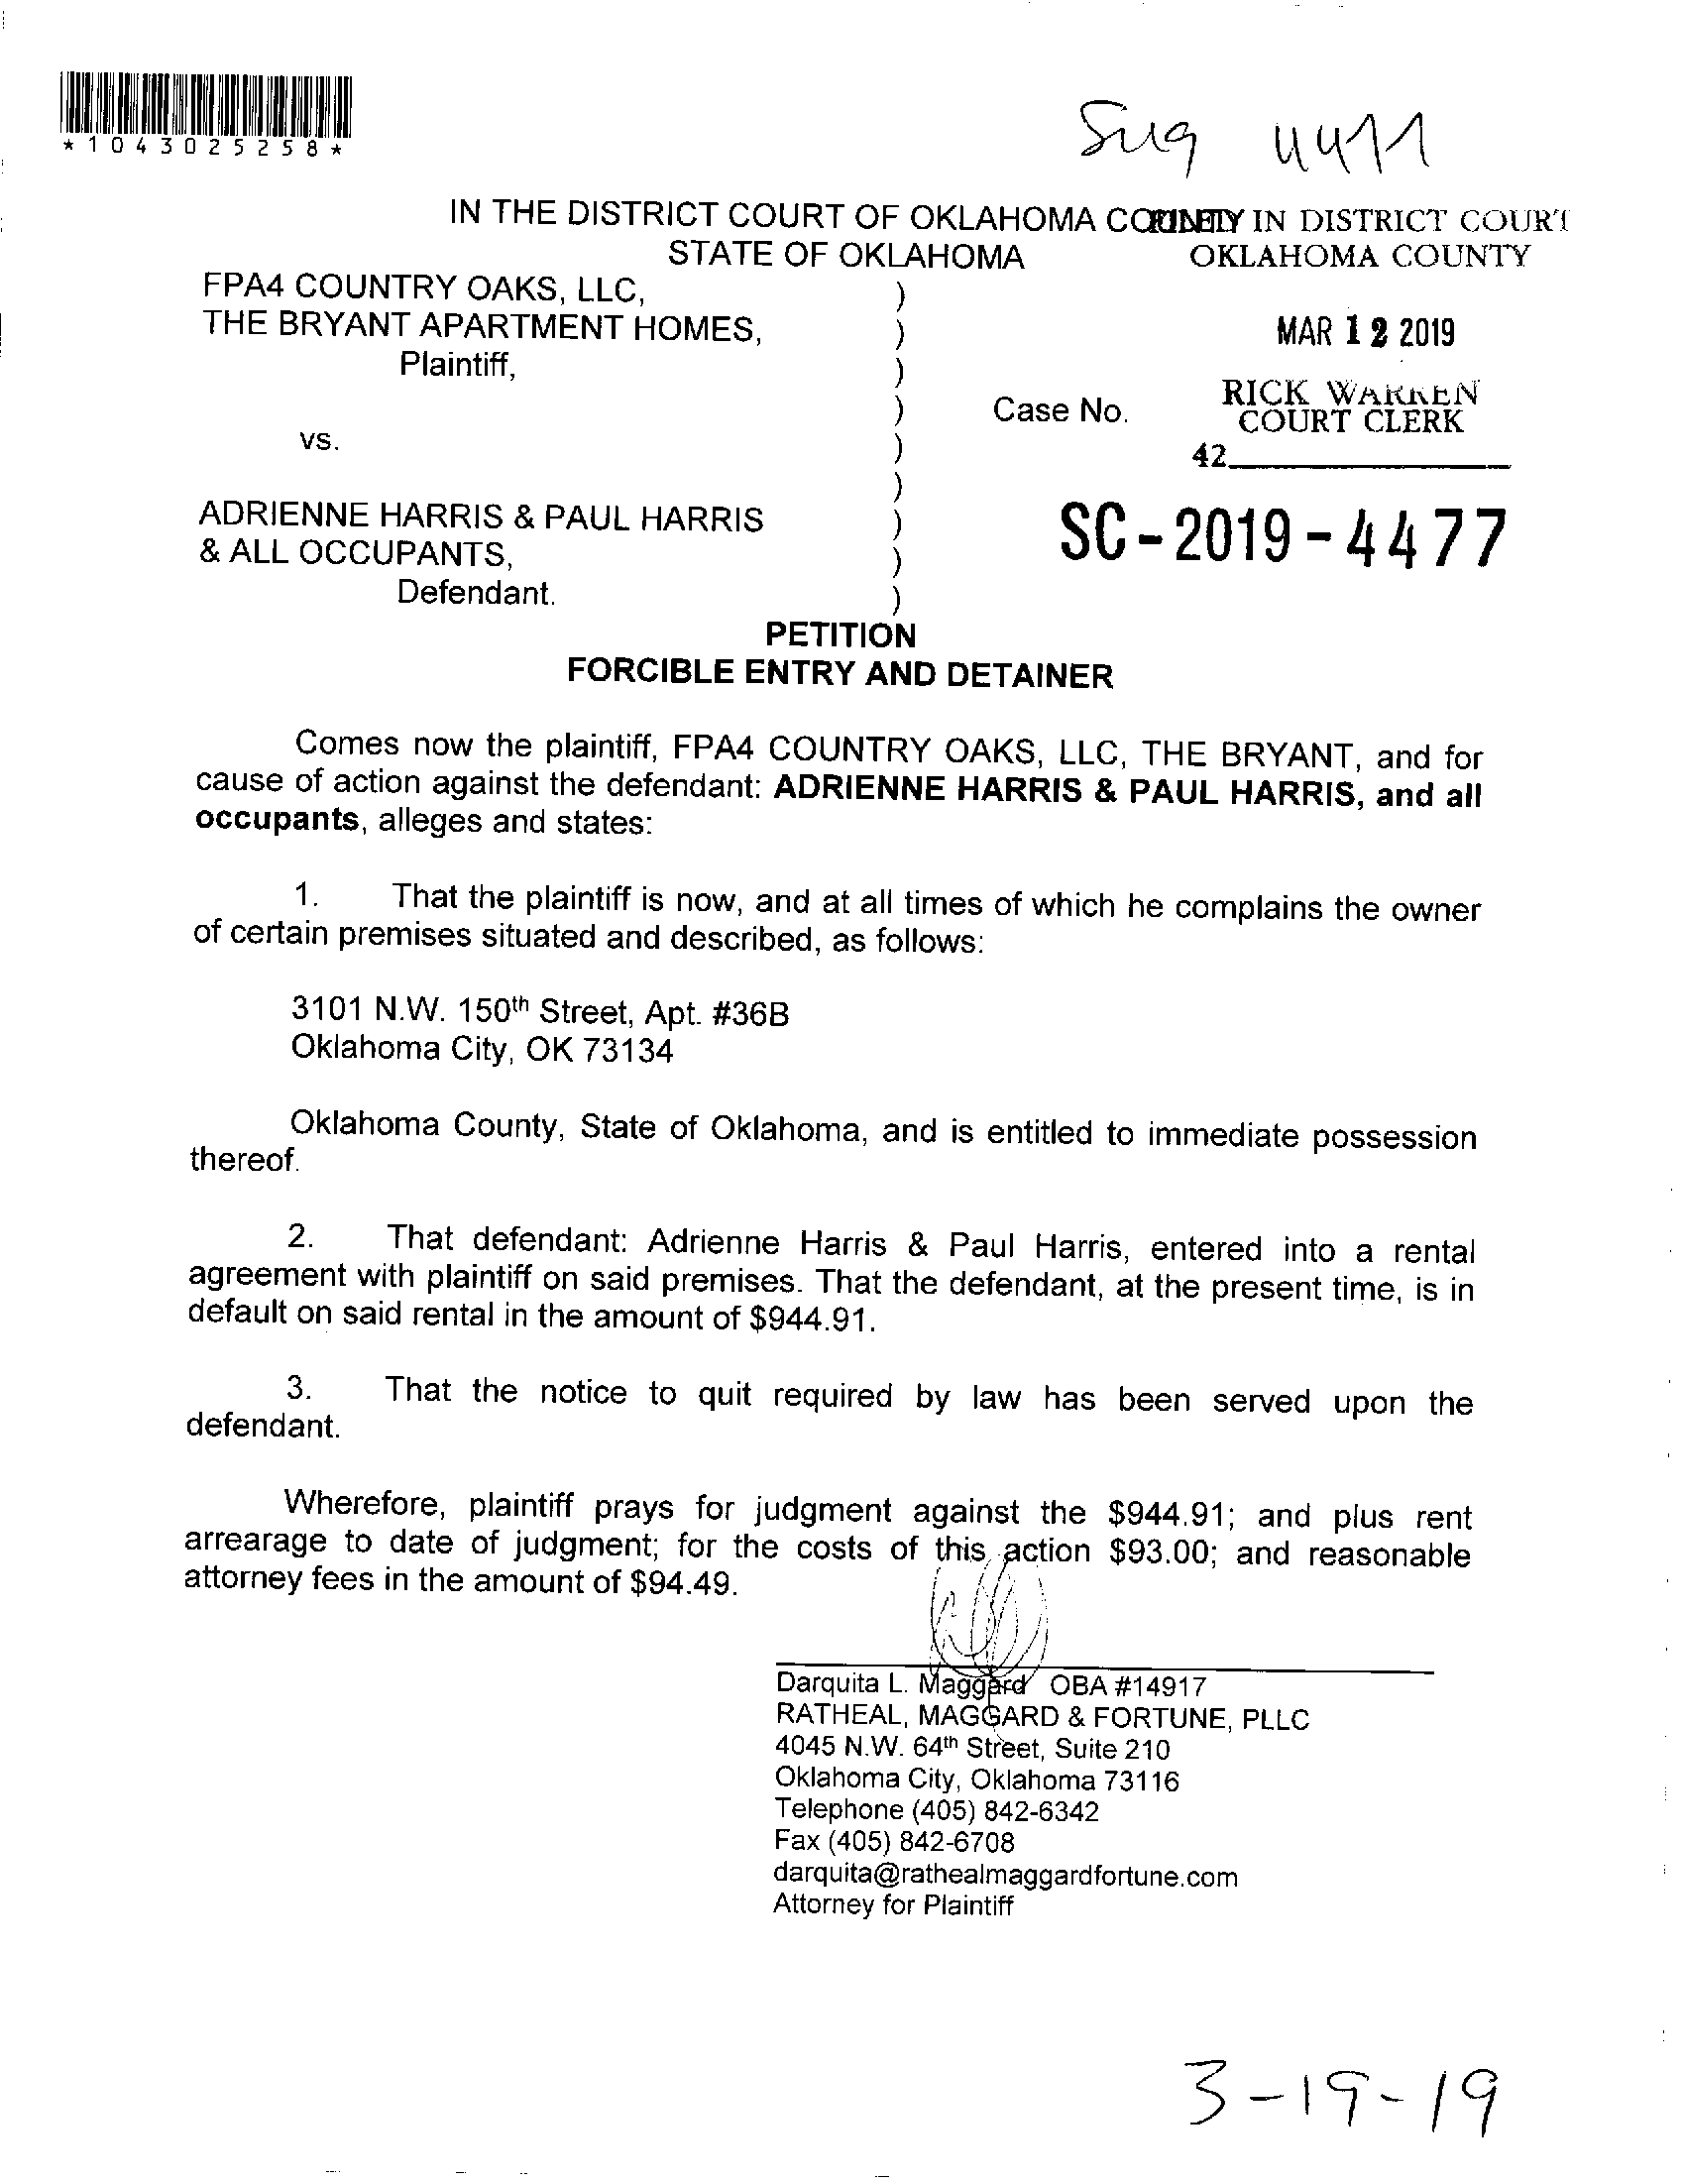 *1043025258*
IN THE DISTRICT COURT OF OKLAHOMA COUNTY
FILED IN DISTRICT COURT
STATE OF OKLAHOMA
OKLAHOMA COUNTY
FPA4 COUNTRY OAKS, LLC, )
THE BRYANT APARTMENT HOMES, )
MAR 12 2019
Plaintiff, )
RICK WARREN
) Case No.
COURT CLERK
vs. )
42
)
ADRIENNE HARRIS & PAUL HARRIS )
SC-2019-4477
& ALL OCCUPANTS, )
Defendant. )
PETITION
FORCIBLE ENTRY AND DETAINER
Comes now the plaintiff, FPA4 COUNTRY OAKS, LLC, THE BRYANT, and for
cause of action against the defendant: ADRIENNE HARRIS & PAUL HARRIS, and all
occupants, alleges and states:
1. That the plaintiff is now, and at all times of which he complains the owner
of certain premises situated and described, as follows:
3101 N.W. 150th Street, Apt. #36B
Oklahoma City, OK 73134
Oklahoma County, State of Oklahoma, and is entitled to immediate possession
thereof.
2. That defendant: Adrienne Harris & Paul Harris, entered into a rental
agreement with plaintiff on said premises. That the defendant, at the present time, is in
default on said rental in the amount of $944.91.
3. That the notice to quit required by law has been served upon the
defendant.
Wherefore, plaintiff prays for judgment against the $944.91; and plus rent
arrearage to date of judgment; for the costs of this action $93.00; and reasonable
attorney fees in the amount of $94.49.
Darquita L. Maggard OBA #14917
RATHEAL, MAGGARD & FORTUNE, PLLC
4045 N.W. 64th Street, Suite 210
Oklahoma City, Oklahoma 73116
Telephone (405) 842-6342
Fax (405) 842-6708
darquita@rathealmaggardfortune.com
Attorney for Plaintiff
3-19-19